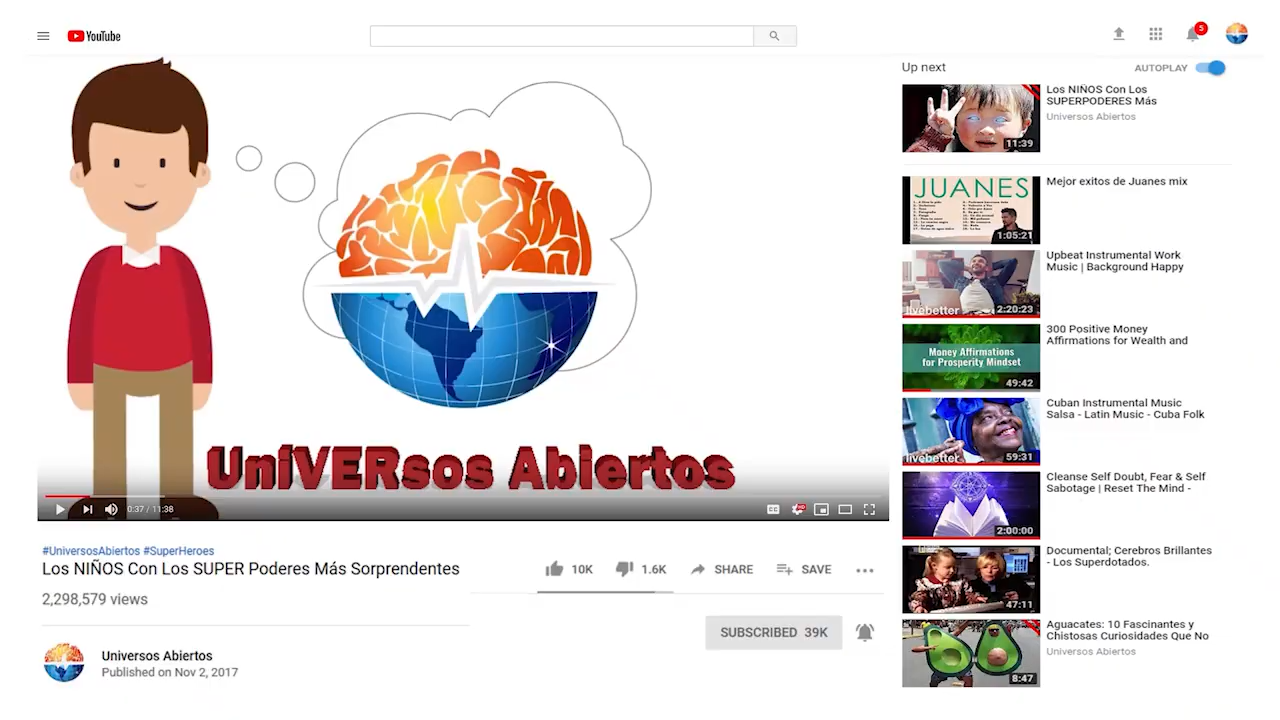 YouTube
5
Up next
AUTOPLAY
Los NIÑOS Con Los
SUPERPODERES Más
Universos Abiertos
11:39
JUANES
1:05:21
Mejor exitos de Juanes mix
Upbeat Instrumental Work
Music | Background Happy
livebetter
2:20:23
300 Positive Money
Affirmations for Wealth and
Money Affirmations
for Prosperity Mindset
49:42
Cuban Instrumental Music
Salsa - Latin Music - Cuba Folk
livebetter
59:31
Cleanse Self Doubt, Fear & Self
Sabotage | Reset The Mind -
2:00:00
Documental; Cerebros Brillantes
- Los Superdotados.
47:11
Aguacates: 10 Fascinantes y
Chistosas Curiosidades Que No
Universos Abiertos
8:47
UníVERsos Abiertos
0:37 / 11:38
CC
HD
#UniversosAbiertos #SuperHeroes
Los NIÑOS Con Los SUPER Poderes Más Sorprendentes
2,298,579 views
10K
1.6K
SHARE
SAVE
SUBSCRIBED 39K
Universos Abiertos
Published on Nov 2, 2017